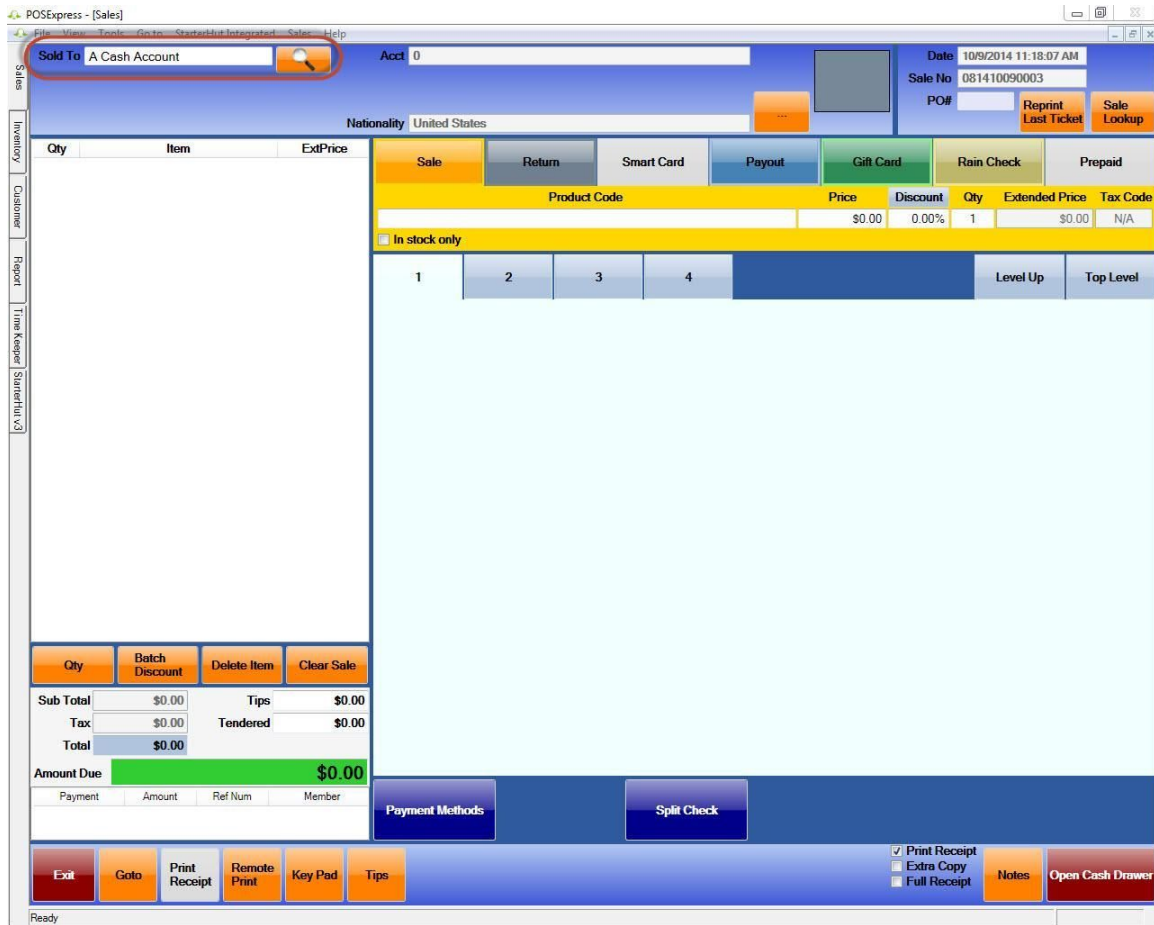 POSExpress - [Sales]
File View Tools Go to StarterHut Integrated Sales Help
Sold To A Cash Account
Acct 0
Date 10/9/2014 11:18:07 AM
Sale No 081410090003
PO#
Reprint Last Ticket
Sale Lookup
Nationality United States
...
Sales
Inventory
Customer
Report
Time Keeper
StarterHut v3
Qty Item ExtPrice
Sale Return Smart Card Payout Gift Card Rain Check Prepaid
Product Code Price Discount Qty Extended Price Tax Code
$0.00 0.00% 1 $0.00 N/A
In stock only
1 2 3 4 Level Up Top Level
Qty Batch Discount Delete Item Clear Sale
Sub Total $0.00 Tips $0.00
Tax $0.00 Tendered $0.00
Total $0.00
Amount Due $0.00
Payment Amount Ref Num Member
Payment Methods Split Check
Exit Goto Print Receipt Remote Print Key Pad Tips
Print Receipt
Extra Copy
Full Receipt
Notes Open Cash Drawer
Ready